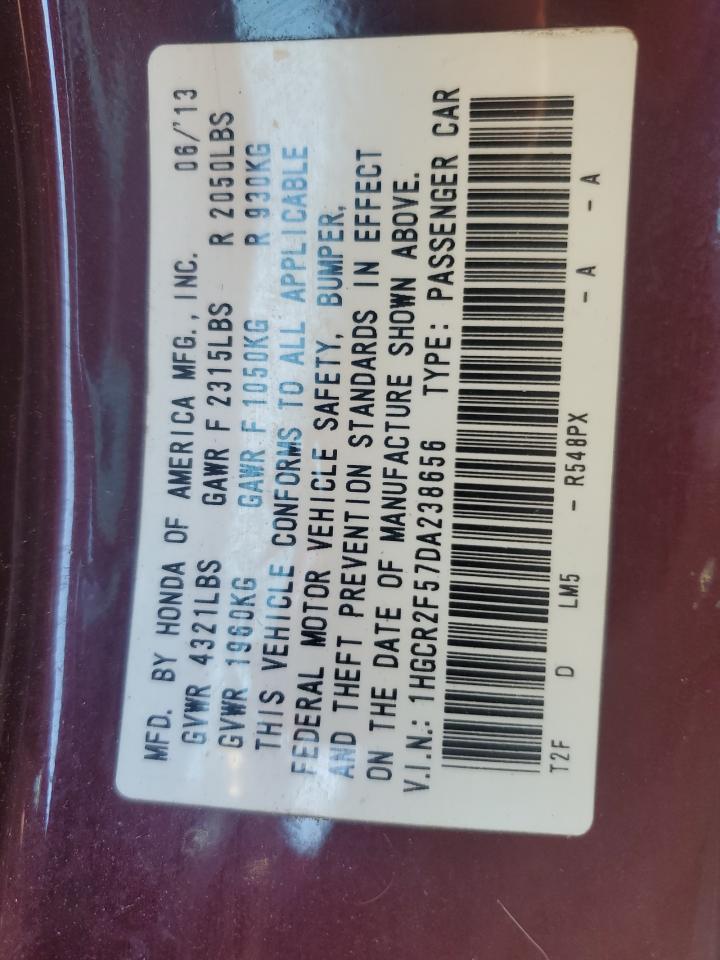 MFD. BY HONDA OF AMERICA MFG., INC. 06/'13
GVWR 4321LBS GAWR F 2315LBS R 2050LBS
GVWR 1960KG GAWR F 1050KG R 930KG
THIS VEHICLE CONFORMS TO ALL APPLICABLE
FEDERAL MOTOR VEHICLE SAFETY, BUMPER,
AND THEFT PREVENTION STANDARDS IN EFFECT
ON THE DATE OF MANUFACTURE SHOWN ABOVE.
V.I.N.: 1HGCR2F57DA238656 TYPE: PASSENGER CAR
T2F D LM5 - R548PX - A - A